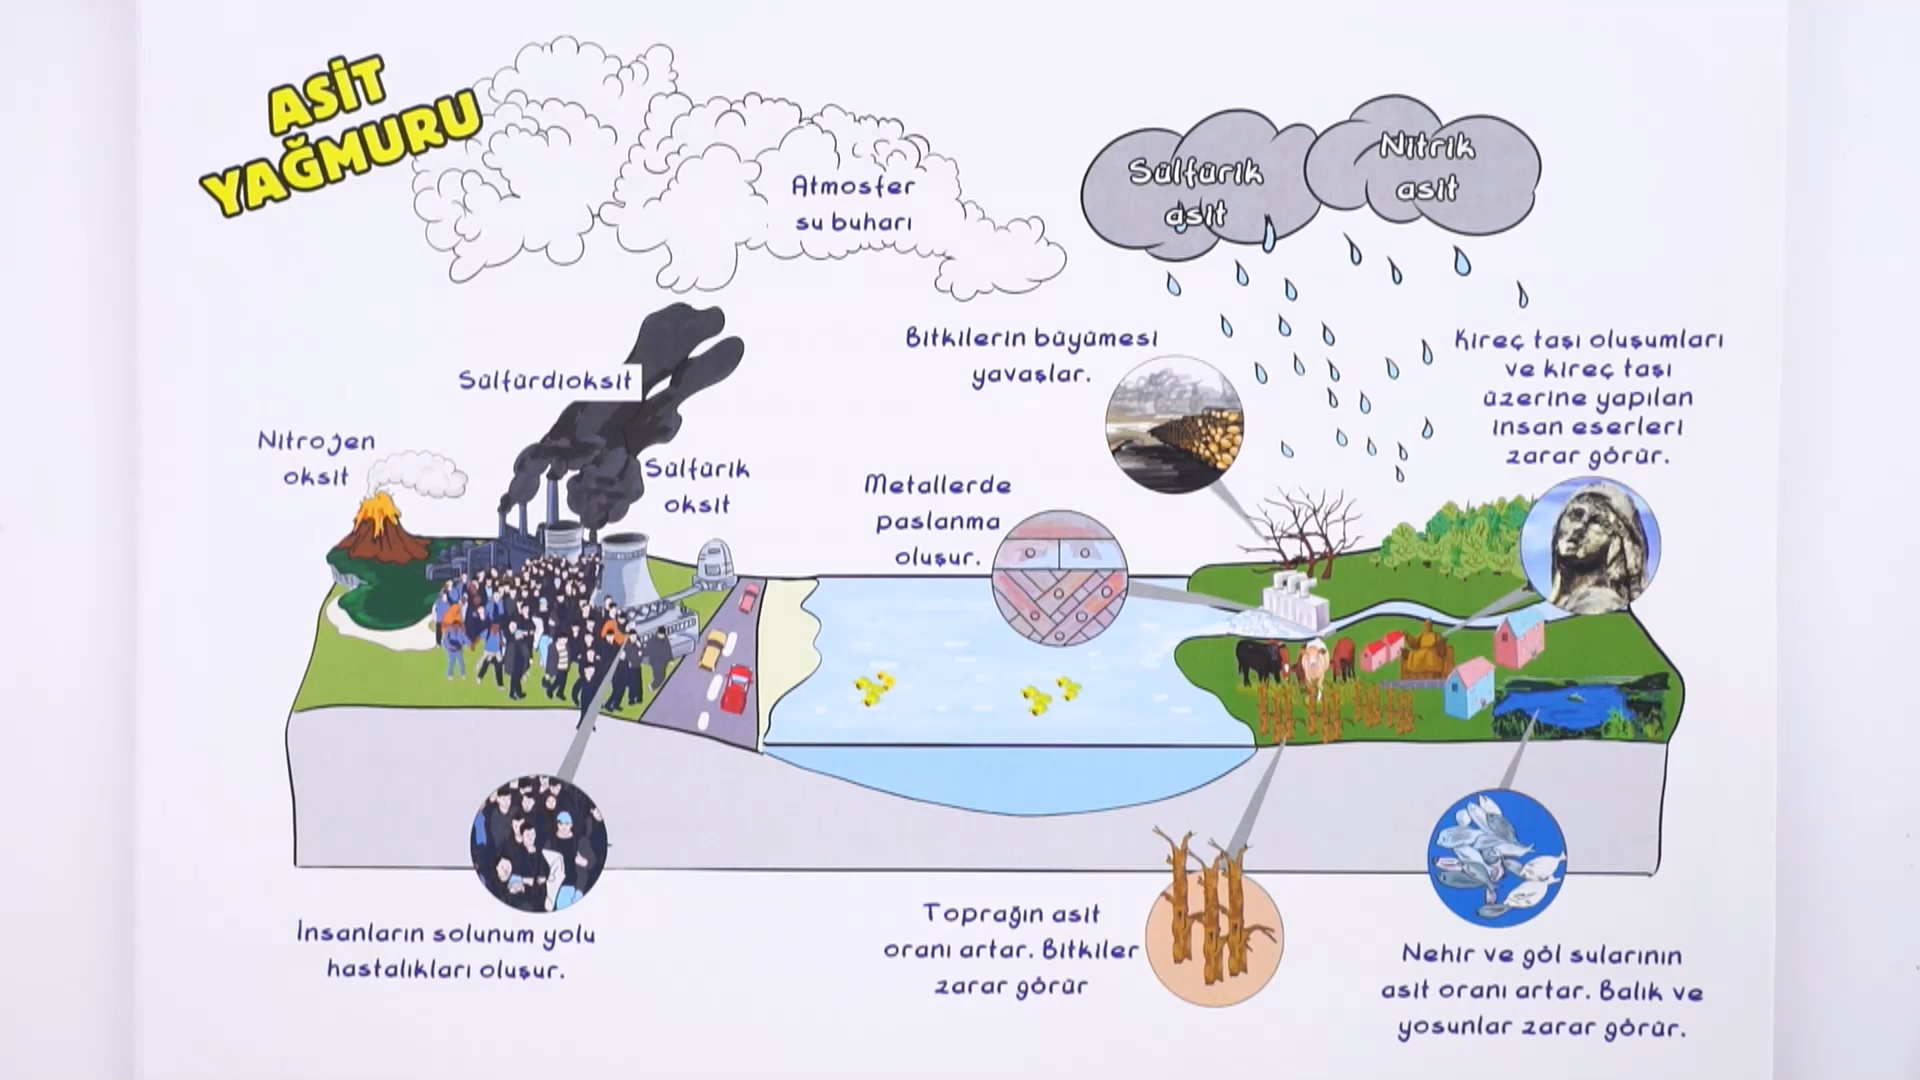 ASİT
YAĞMURU
Atmosfer
su buharı
Sülfürik
asit
Nitrik
asit
Sülfürdioksit
Nitrojen
oksit
Sülfürik
oksit
Bitkilerin büyümesi
yavaşlar.
Kireç taşı oluşumları
ve kireç taşı
üzerine yapılan
insan eserleri
zarar görür.
Metallerde
paslanma
oluşur.
İnsanların solunum yolu
hastalıkları oluşur.
Toprağın asit
oranı artar. Bitkiler
zarar görür
Nehir ve göl sularının
asit oranı artar. Balık ve
yosunlar zarar görür.